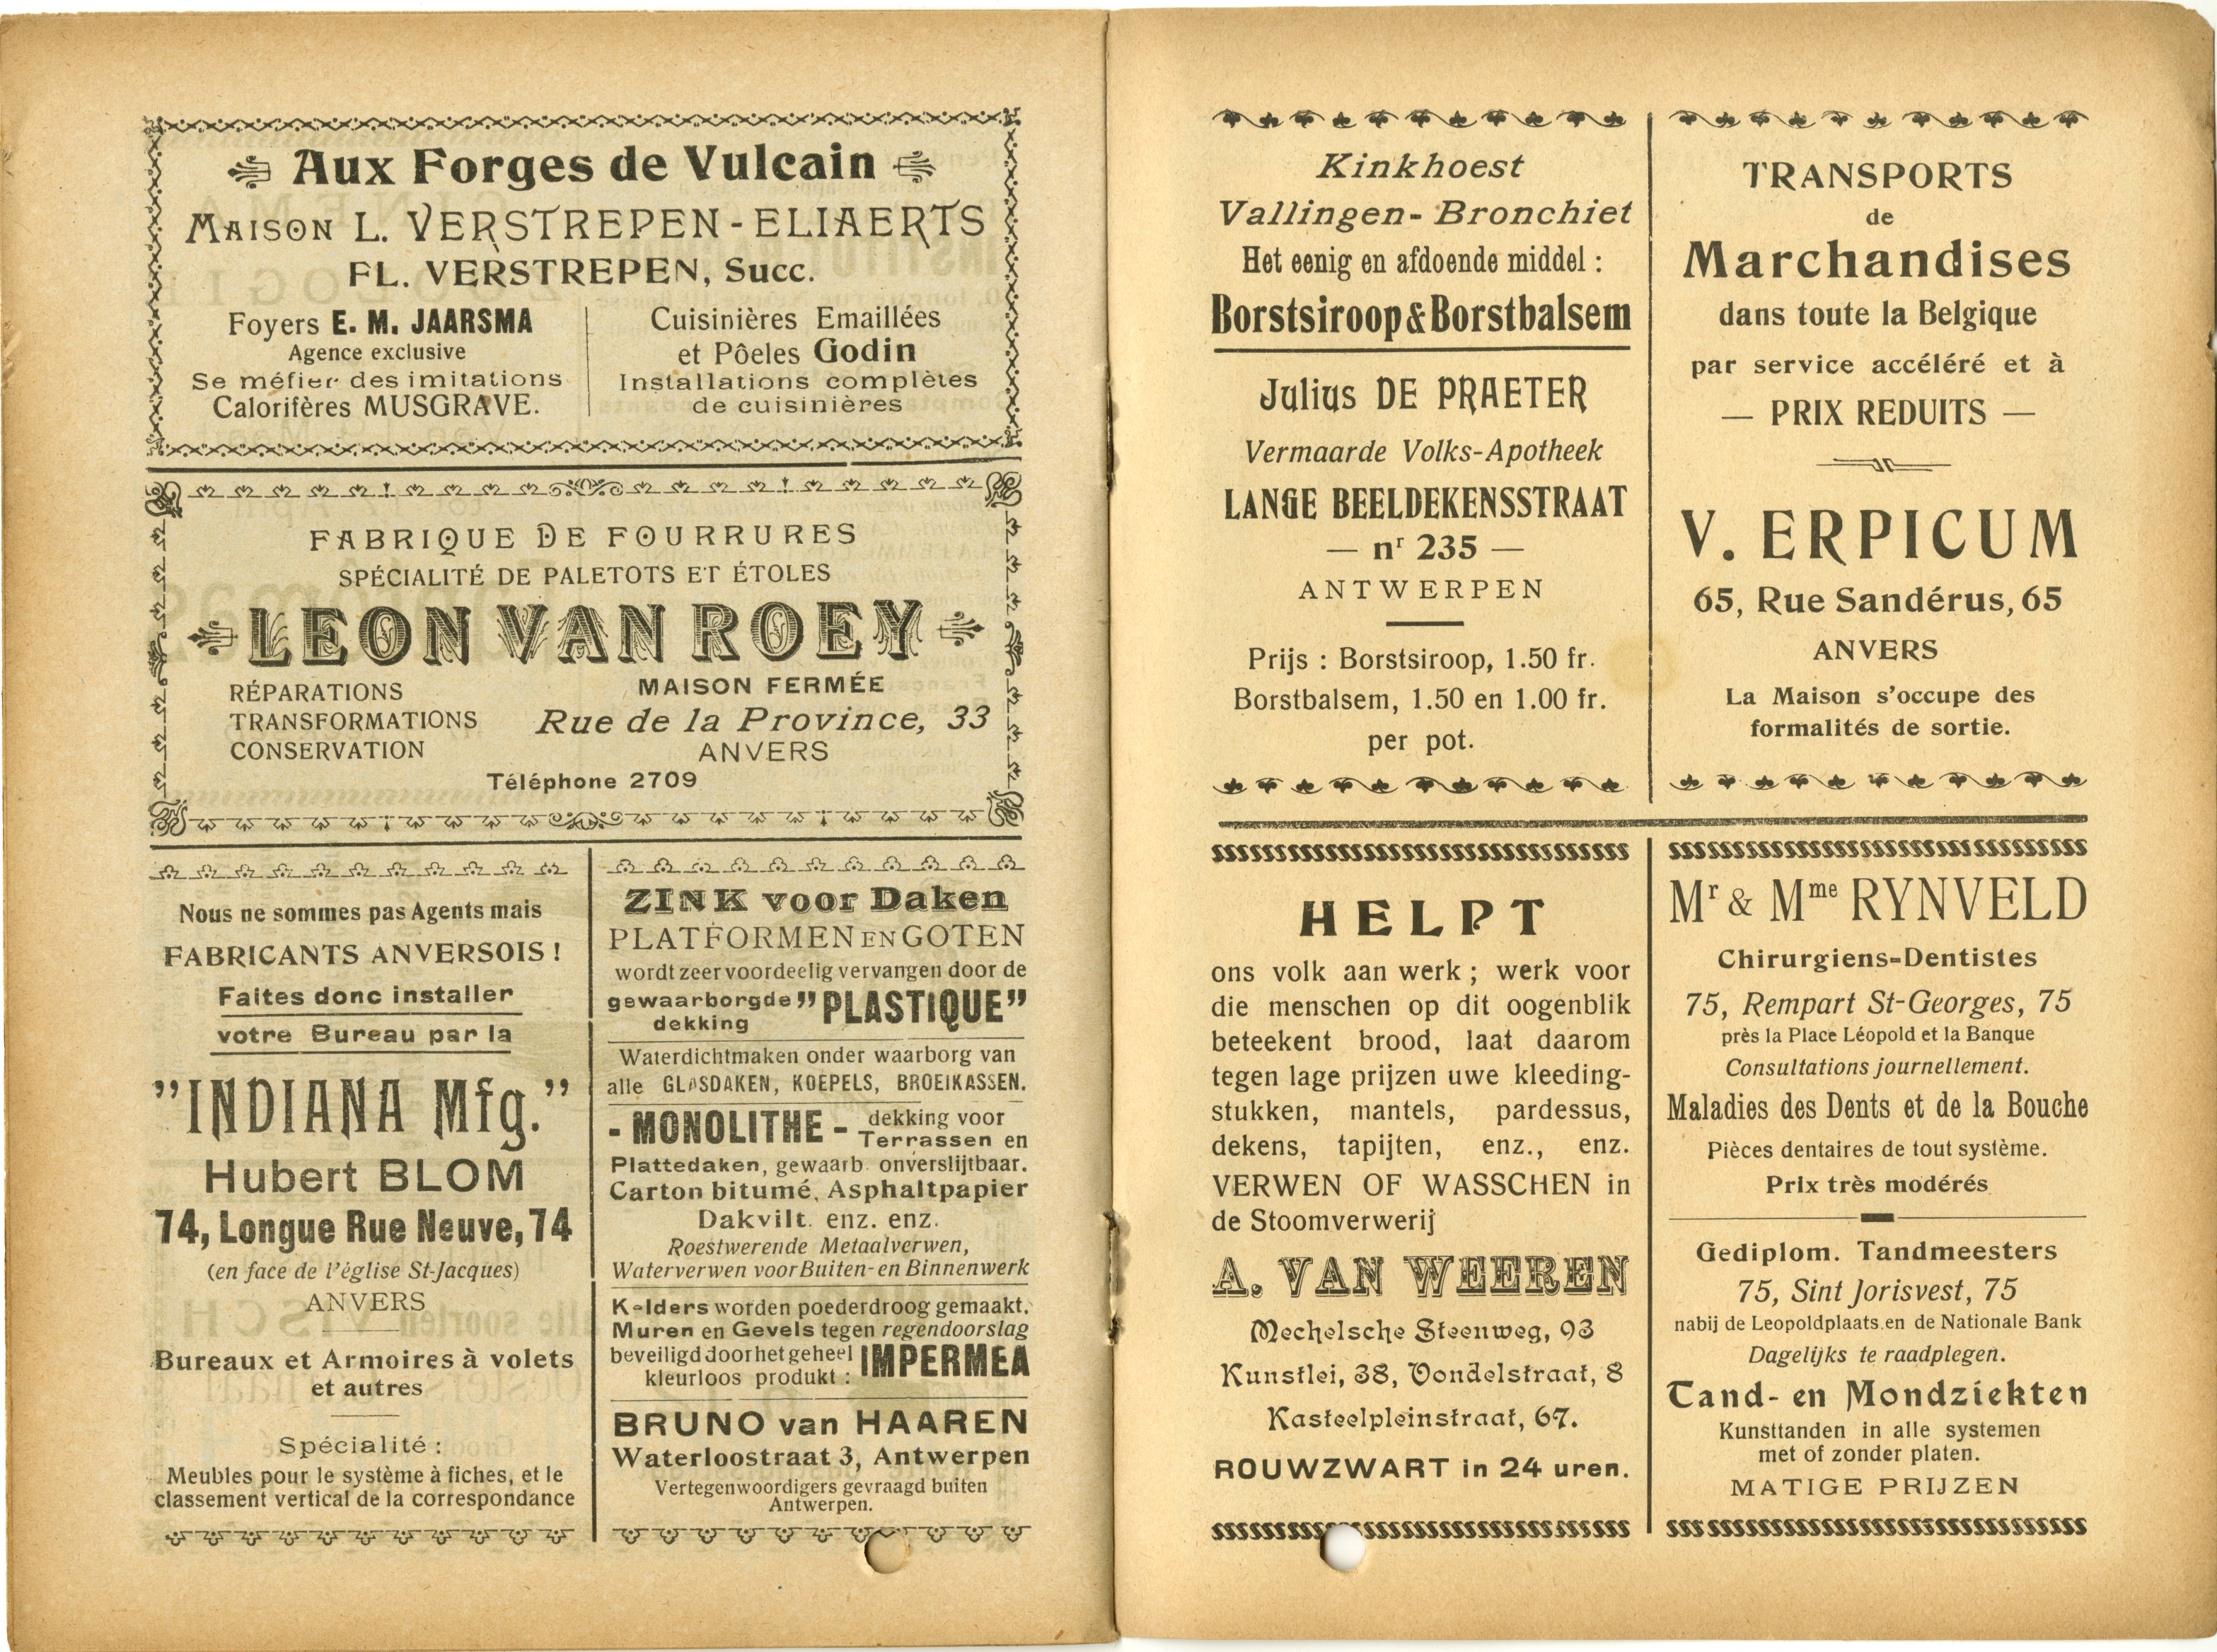 Aux Forges de Vulcain
MAISON L. VERSTREPEN - ELIAERTS
FL. VERSTREPEN, Succ.
Foyers E. M. JAARSMA
Agence exclusive
Se méfier des imitations
Calorifères MUSGRAVE.
Cuisinières Emaillées
et Pôeles Godin
Installations complètes
de cuisinières
FABRIQUE DE FOURRURES
SPÉCIALITÉ DE PALETOTS ET ÉTOLES
LEON VAN ROEY
RÉPARATIONS
TRANSFORMATIONS
CONSERVATION
MAISON FERMÉE
Rue de la Province, 33
ANVERS
Téléphone 2709
Nous ne sommes pas Agents mais
FABRICANTS ANVERSOIS !
Faites donc installer
votre Bureau par la
"INDIANA Mfg."
Hubert BLOM
74, Longue Rue Neuve, 74
(en face de l'église St-Jacques)
ANVERS
Bureaux et Armoires à volets
et autres
Spécialité :
Meubles pour le système à fiches, et le
classement vertical de la correspondance
ZINK voor Daken
PLATFORMEN EN GOTEN
wordt zeer voordeelig vervangen door de
gewaarborgde "PLASTIQUE"
dekking
Waterdichtmaken onder waarborg van
alle GLASDAKEN, KOEPELS, BROEIKASSEN.
- MONOLITHE - dekking voor
Terrassen en
Plattedaken, gewaarb. onverslijtbaar.
Carton bitumé, Asphaltpapier
Dakvilt. enz. enz.
Roestwerende Metaalverwen,
Waterverwen voor Buiten- en Binnenwerk
Kelders worden poederdroog gemaakt.
Muren en Gevels tegen regendoorslag
beveiligd door het geheel IMPERMEA
kleurloos produkt :
BRUNO van HAAREN
Waterloostraat 3, Antwerpen
Vertegenwoordigers gevraagd buiten
Antwerpen.
Kinkhoest
Vallingen- Bronchiet
Het eenig en afdoende middel :
Borstsiroop & Borstbalsem
Julius DE PRAETER
Vermaarde Volks-Apotheek
LANGE BEELDEKENSSTRAAT
— nr 235 —
ANTWERPEN
Prijs : Borstsiroop, 1.50 fr.
Borstbalsem, 1.50 en 1.00 fr.
per pot.
TRANSPORTS
de
Marchandises
dans toute la Belgique
par service accéléré et à
— PRIX REDUITS —
V. ERPICUM
65, Rue Sandérus, 65
ANVERS
La Maison s'occupe des
formalités de sortie.
HELPT
ons volk aan werk ; werk voor
die menschen op dit oogenblik
beteekent brood, laat daarom
tegen lage prijzen uwe kleeding-
stukken, mantels, pardessus,
dekens, tapijten, enz., enz.
VERWEN OF WASSCHEN in
de Stoomverwerij
A. VAN WEEREN
Mechelsche Steenweg, 93
Kunstlei, 38, Vondelstraat, 8
Kasteelpleinstraat, 67.
ROUWZWART in 24 uren.
Mr & Mme RYNVELD
Chirurgiens-Dentistes
75, Rempart St-Georges, 75
près la Place Léopold et la Banque
Consultations journellement.
Maladies des Dents et de la Bouche
Pièces dentaires de tout système.
Prix très modérés
Gediplom. Tandmeesters
75, Sint Jorisvest, 75
nabij de Leopoldplaats en de Nationale Bank
Dagelijks te raadplegen.
Tand- en Mondziekten
Kunsttanden in alle systemen
met of zonder platen.
MATIGE PRIJZEN